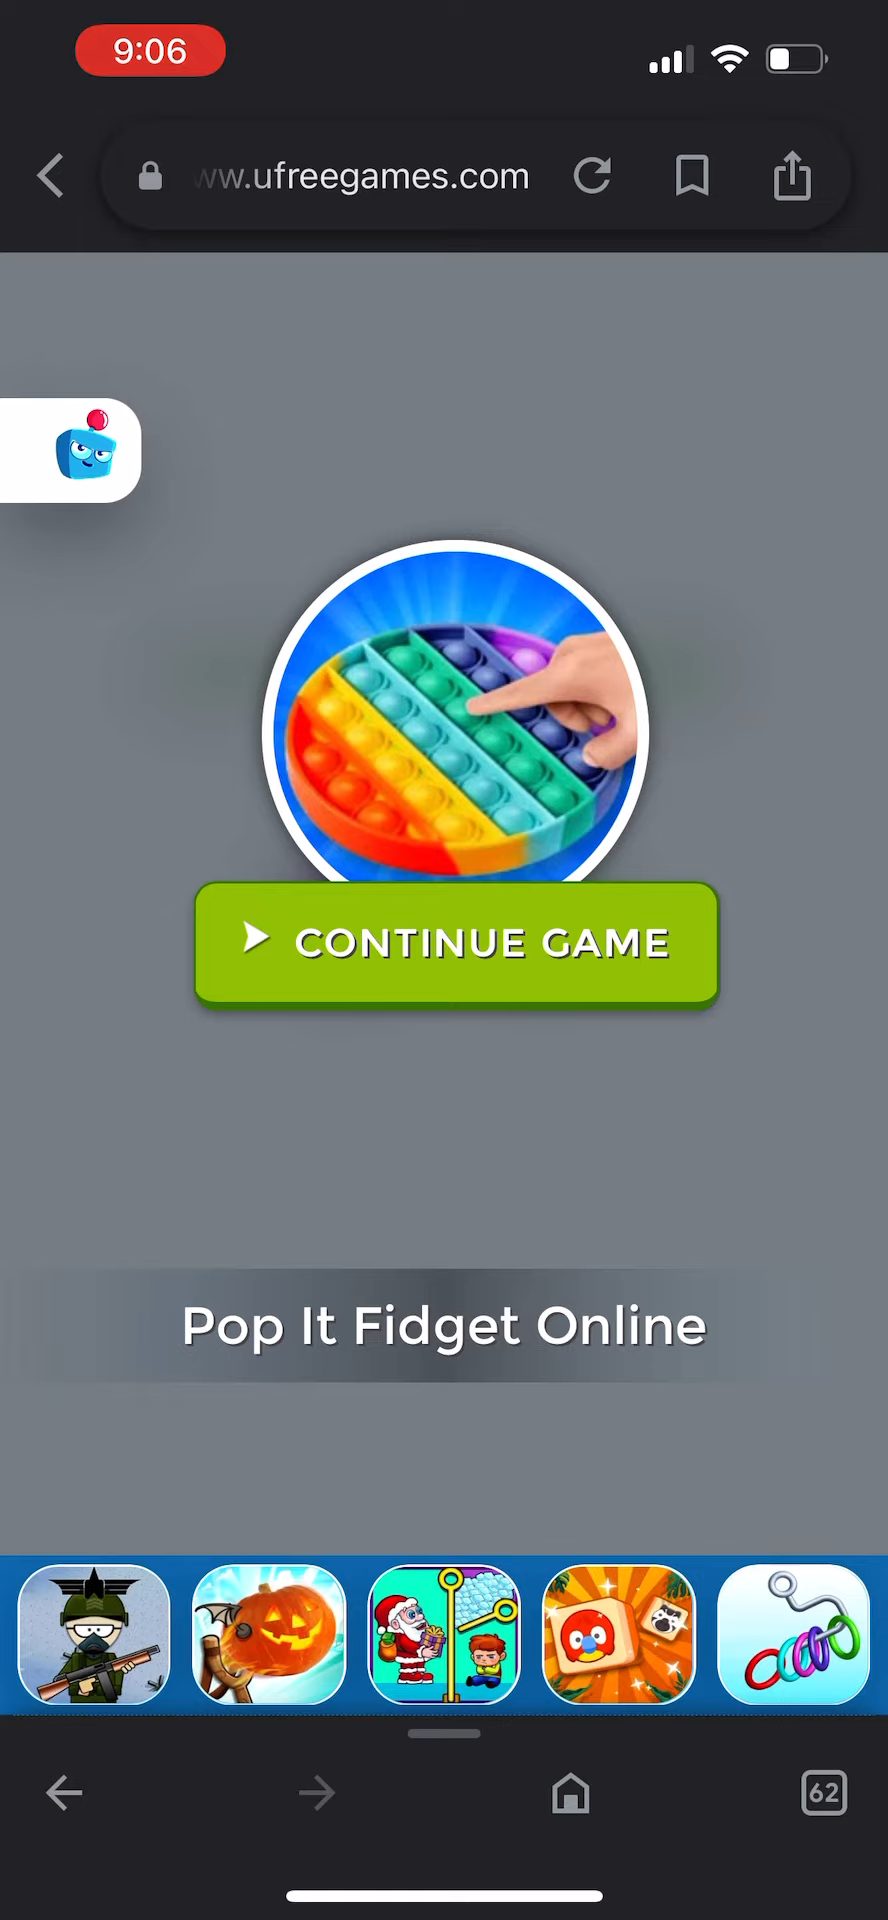 9:06
ww.ufreegames.com
CONTINUE GAME
Pop It Fidget Online
62